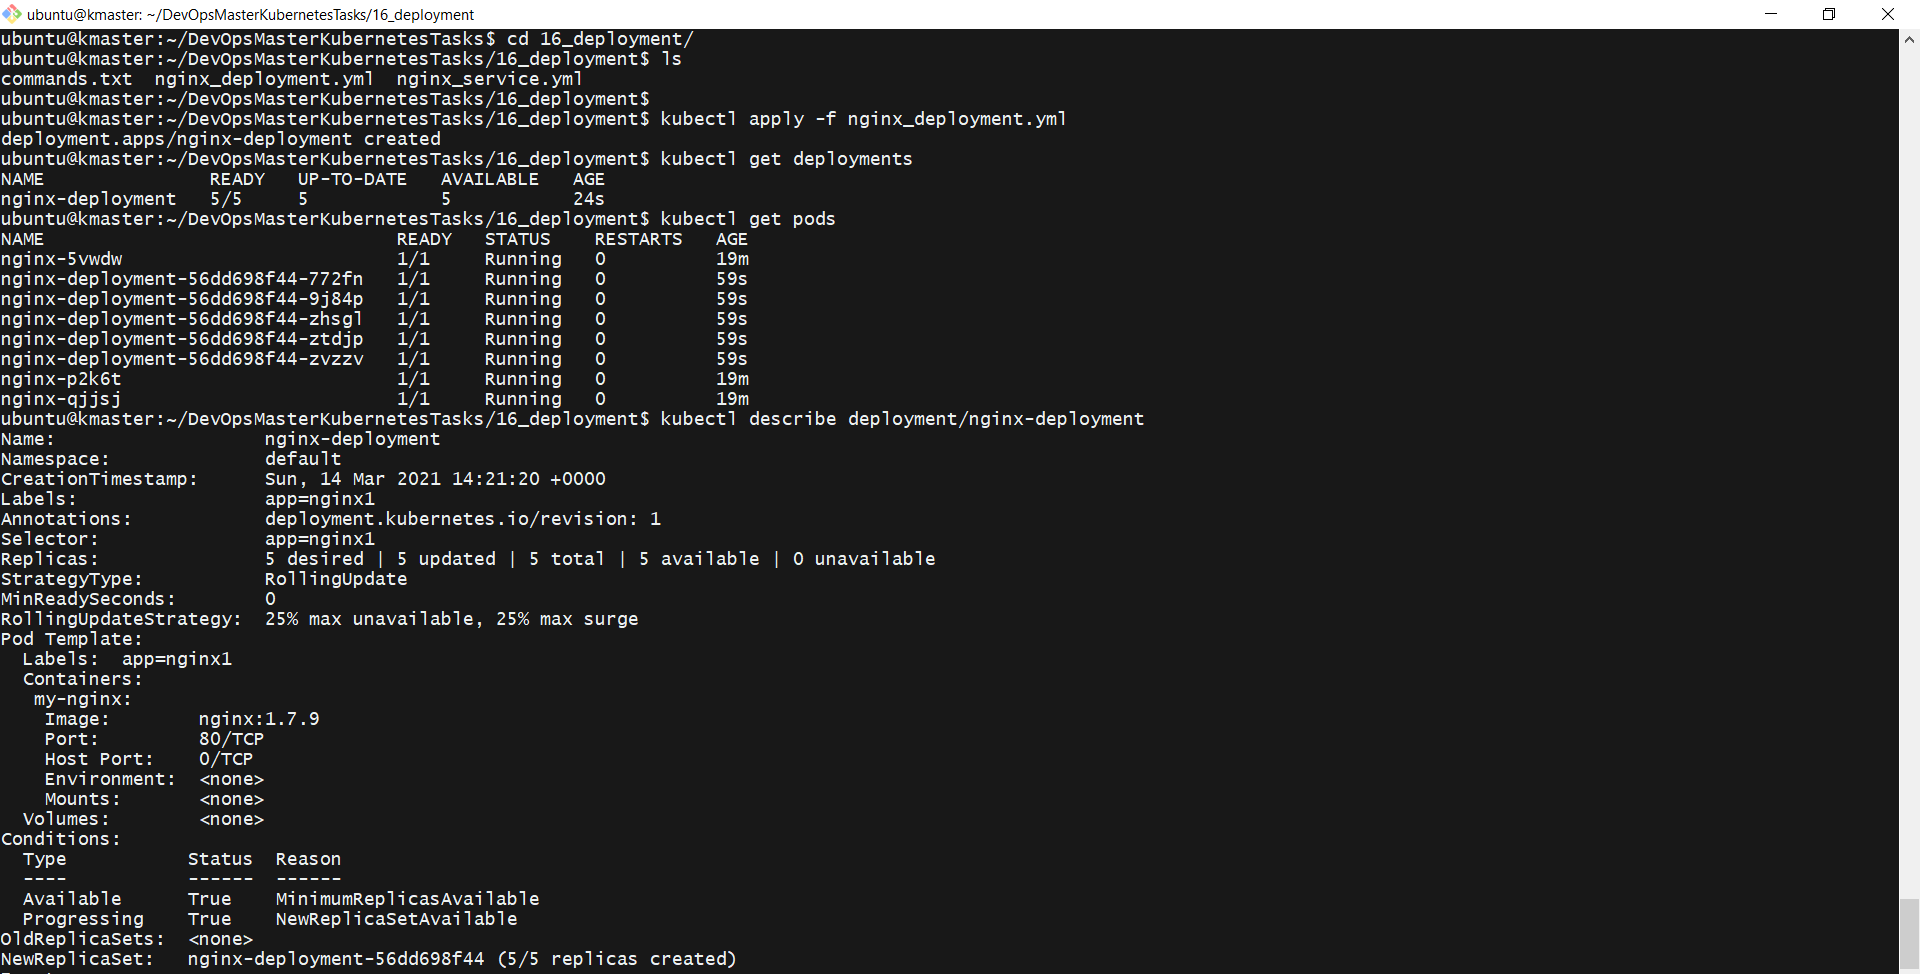 ubuntu@kmaster: ~/DevOpsMasterKubernetesTasks/16_deployment
ubuntu@kmaster:~/DevOpsMasterKubernetesTasks$ cd 16_deployment/
ubuntu@kmaster:~/DevOpsMasterKubernetesTasks/16_deployment$ ls
commands.txt  nginx_deployment.yml  nginx_service.yml
ubuntu@kmaster:~/DevOpsMasterKubernetesTasks/16_deployment$
ubuntu@kmaster:~/DevOpsMasterKubernetesTasks/16_deployment$ kubectl apply -f nginx_deployment.yml
deployment.apps/nginx-deployment created
ubuntu@kmaster:~/DevOpsMasterKubernetesTasks/16_deployment$ kubectl get deployments
NAME               READY   UP-TO-DATE   AVAILABLE   AGE
nginx-deployment   5/5     5            5           24s
ubuntu@kmaster:~/DevOpsMasterKubernetesTasks/16_deployment$ kubectl get pods
NAME                                READY   STATUS    RESTARTS   AGE
nginx-5vwdw                         1/1     Running   0          19m
nginx-deployment-56dd698f44-772fn   1/1     Running   0          59s
nginx-deployment-56dd698f44-9j84p   1/1     Running   0          59s
nginx-deployment-56dd698f44-zhsgl   1/1     Running   0          59s
nginx-deployment-56dd698f44-ztdjp   1/1     Running   0          59s
nginx-deployment-56dd698f44-zvzzv   1/1     Running   0          59s
nginx-p2k6t                         1/1     Running   0          19m
nginx-qjjsj                         1/1     Running   0          19m
ubuntu@kmaster:~/DevOpsMasterKubernetesTasks/16_deployment$ kubectl describe deployment/nginx-deployment
Name:                   nginx-deployment
Namespace:              default
CreationTimestamp:      Sun, 14 Mar 2021 14:21:20 +0000
Labels:                 app=nginx1
Annotations:            deployment.kubernetes.io/revision: 1
Selector:               app=nginx1
Replicas:               5 desired | 5 updated | 5 total | 5 available | 0 unavailable
StrategyType:           RollingUpdate
MinReadySeconds:        0
RollingUpdateStrategy:  25% max unavailable, 25% max surge
Pod Template:
  Labels:  app=nginx1
  Containers:
   my-nginx:
    Image:        nginx:1.7.9
    Port:         80/TCP
    Host Port:    0/TCP
    Environment:  <none>
    Mounts:       <none>
  Volumes:        <none>
Conditions:
  Type           Status  Reason
  ----           ------  ------
  Available      True    MinimumReplicasAvailable
  Progressing    True    NewReplicaSetAvailable
OldReplicaSets:  <none>
NewReplicaSet:   nginx-deployment-56dd698f44 (5/5 replicas created)